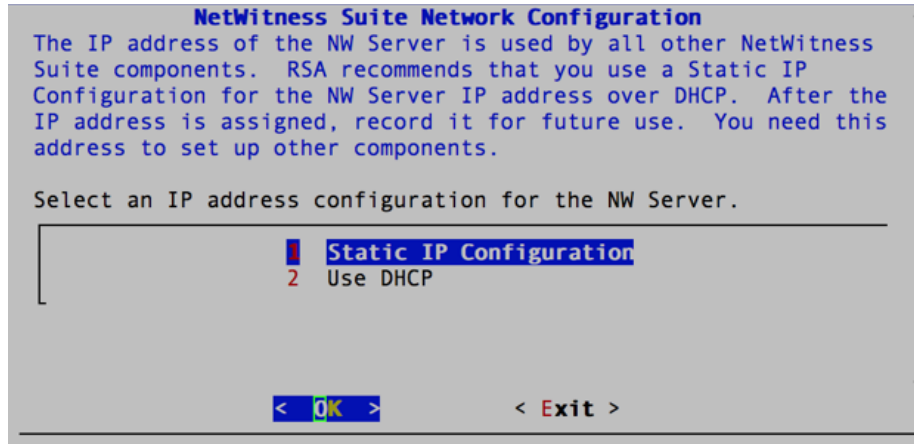 NetWitness Suite Network Configuration
The IP address of the NW Server is used by all other NetWitness
Suite components.  RSA recommends that you use a Static IP
Configuration for the NW Server IP address over DHCP.  After the
IP address is assigned, record it for future use.  You need this
address to set up other components.
Select an IP address configuration for the NW Server.
1  Static IP Configuration
2  Use DHCP
<  OK  >  < Exit >